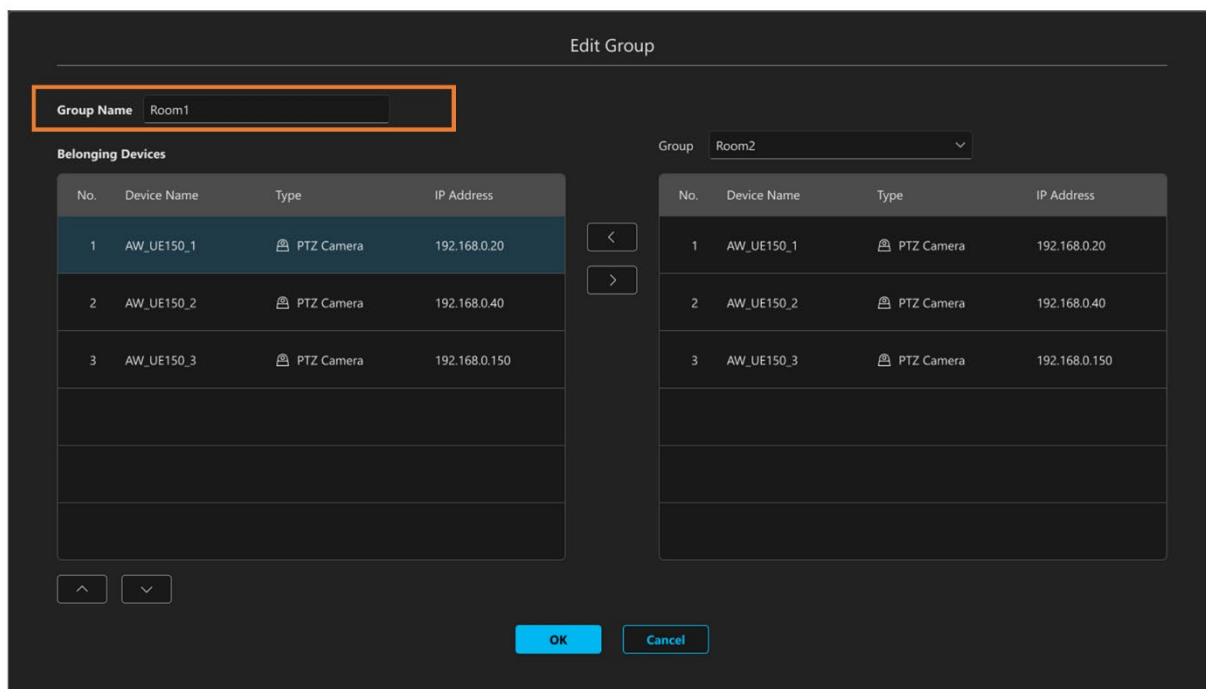 Edit Group
Group Name Room1
Belonging Devices
No. Device Name Type IP Address
1 AW_UE150_1 PTZ Camera 192.168.0.20
2 AW_UE150_2 PTZ Camera 192.168.0.40
3 AW_UE150_3 PTZ Camera 192.168.0.150
Group Room2
No. Device Name Type IP Address
1 AW_UE150_1 PTZ Camera 192.168.0.20
2 AW_UE150_2 PTZ Camera 192.168.0.40
3 AW_UE150_3 PTZ Camera 192.168.0.150
OK Cancel